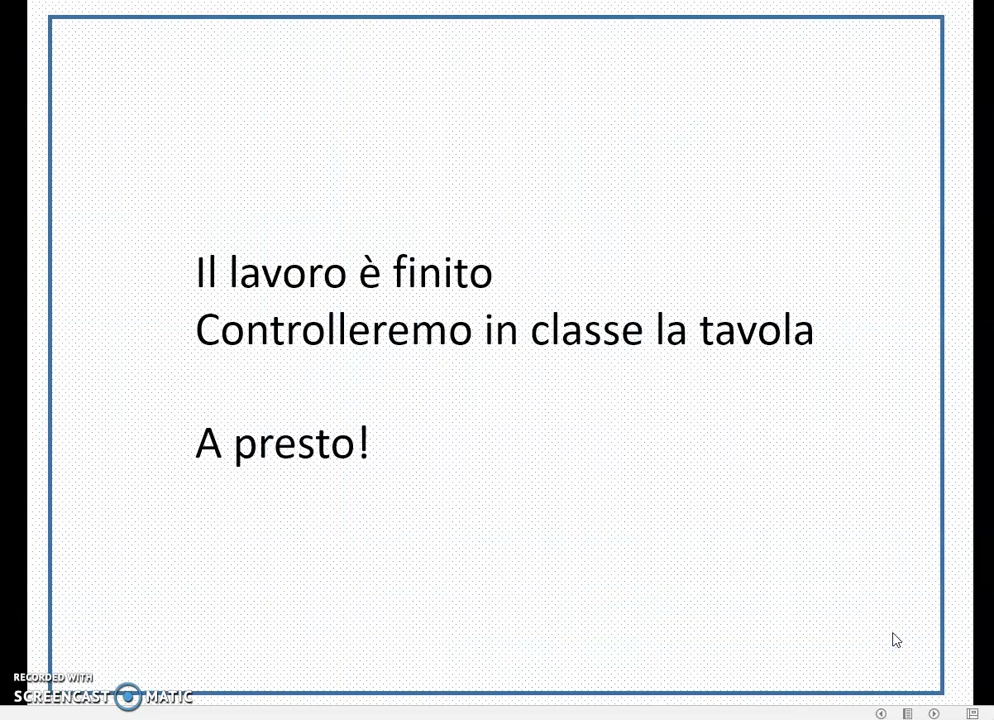 Il lavoro è finito
Controlleremo in classe la tavola
A presto!
RECORDED WITH
SCREENCAST MATIC